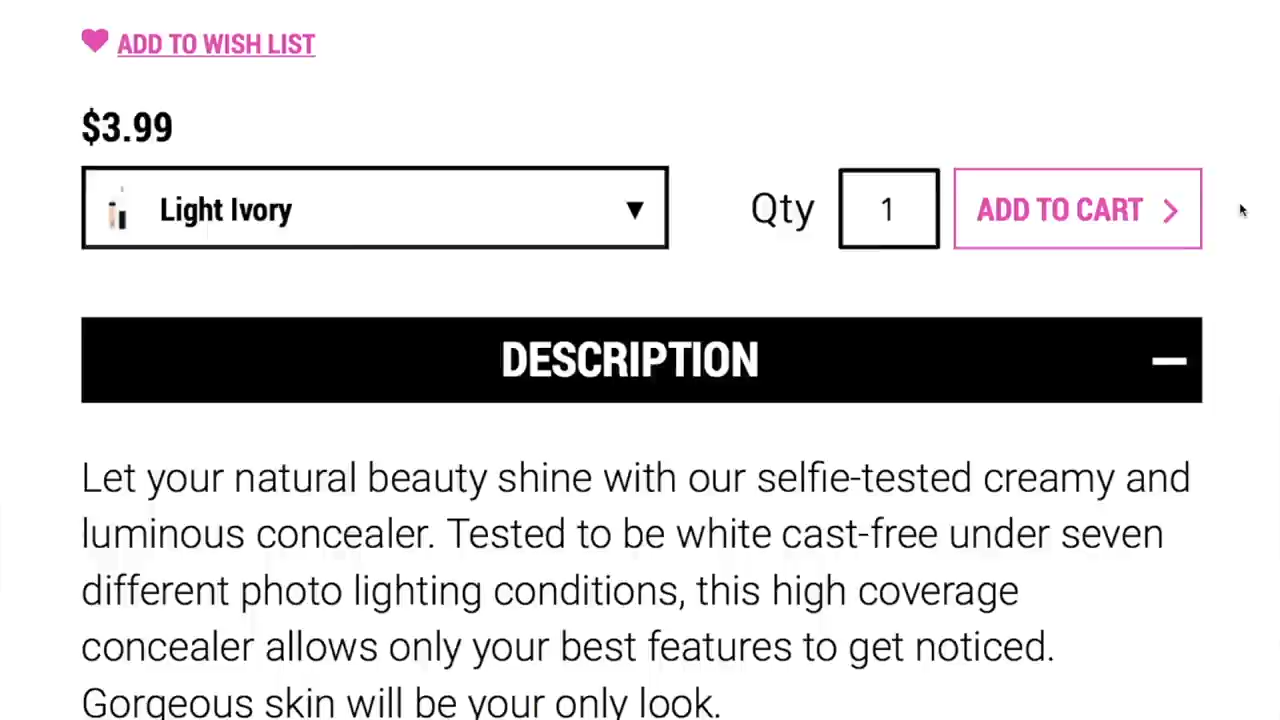 ADD TO WISH LIST
$3.99
Light Ivory
Qty 1 ADD TO CART
DESCRIPTION
Let your natural beauty shine with our selfie-tested creamy and
luminous concealer. Tested to be white cast-free under seven
different photo lighting conditions, this high coverage
concealer allows only your best features to get noticed.
Gorgeous skin will be your only look.